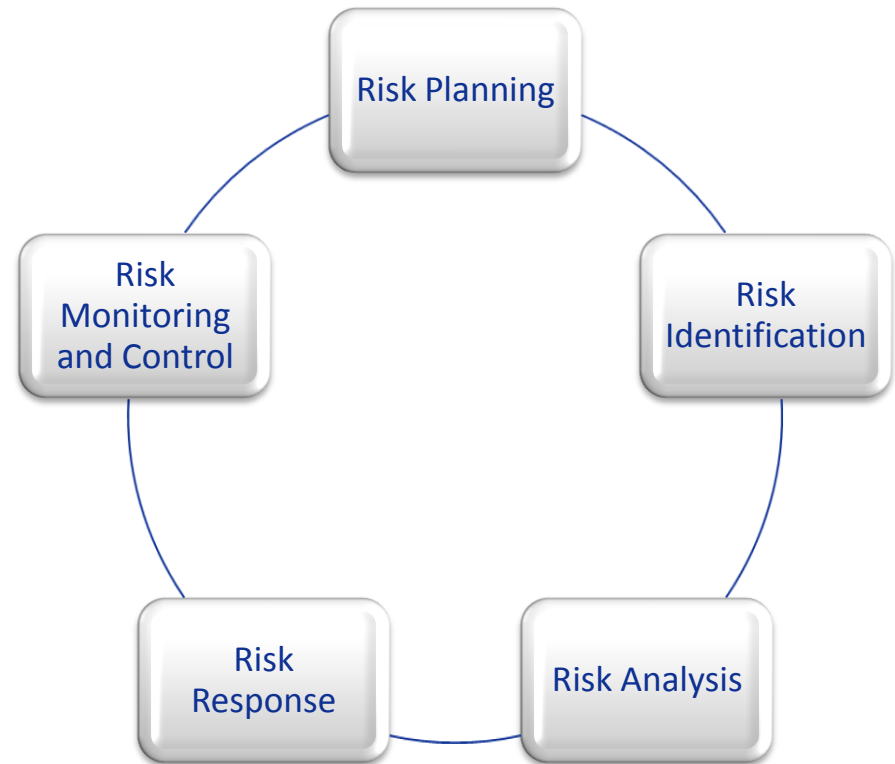 Risk Planning
Risk
Identification
Risk Analysis
Risk
Response
Risk
Monitoring
and Control